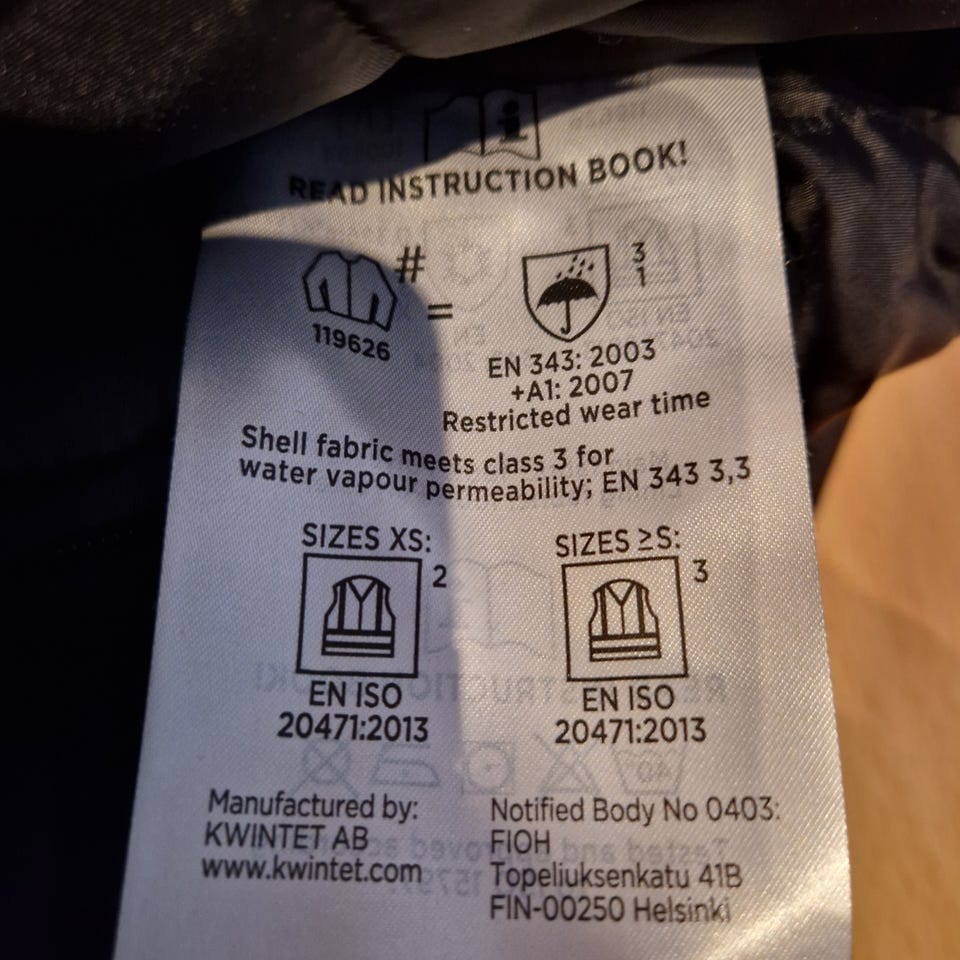 READ INSTRUCTION BOOK!
#
=
119626
3
1
EN 343: 2003
+A1: 2007
Restricted wear time
Shell fabric meets class 3 for
water vapour permeability; EN 343 3,3
SIZES XS:
2
EN ISO
20471:2013
SIZES ≥S:
3
EN ISO
20471:2013
Manufactured by:
KWINTET AB
www.kwintet.com
Notified Body No 0403:
FIOH
Topeliuksenkatu 41B
FIN-00250 Helsinki